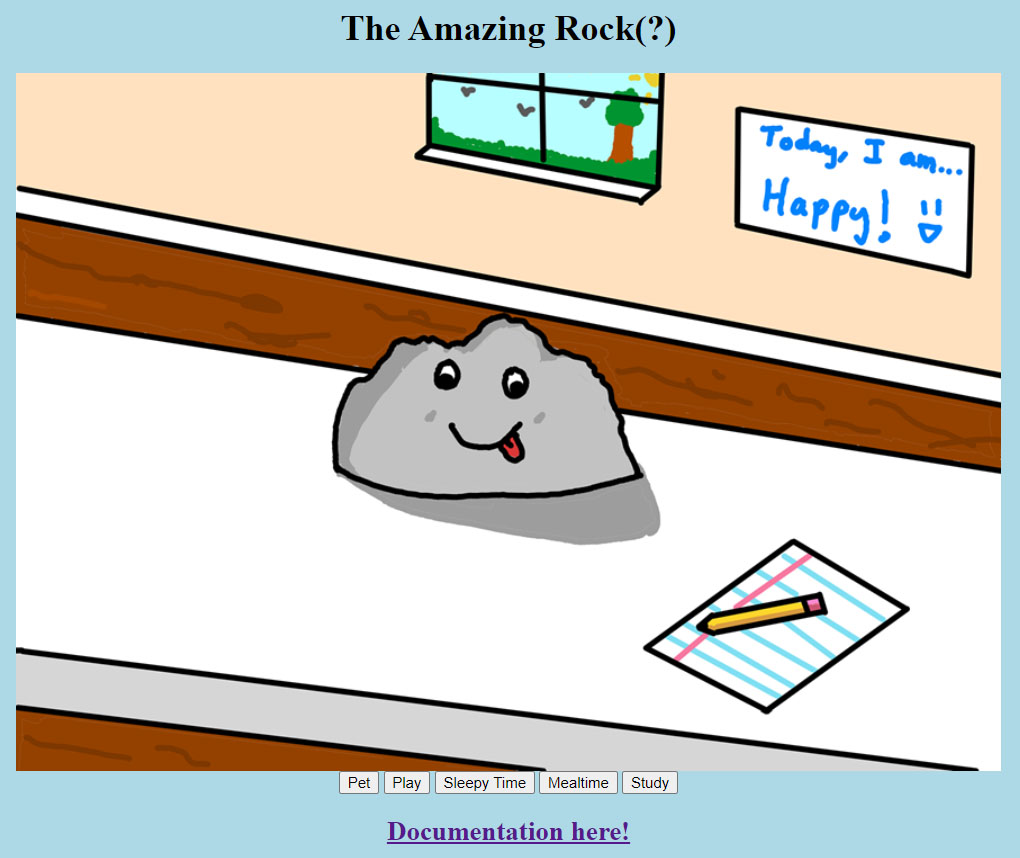 The Amazing Rock(?)
Today, I am...
Happy! :D
Pet Play Sleepy Time Mealtime Study
Documentation here!